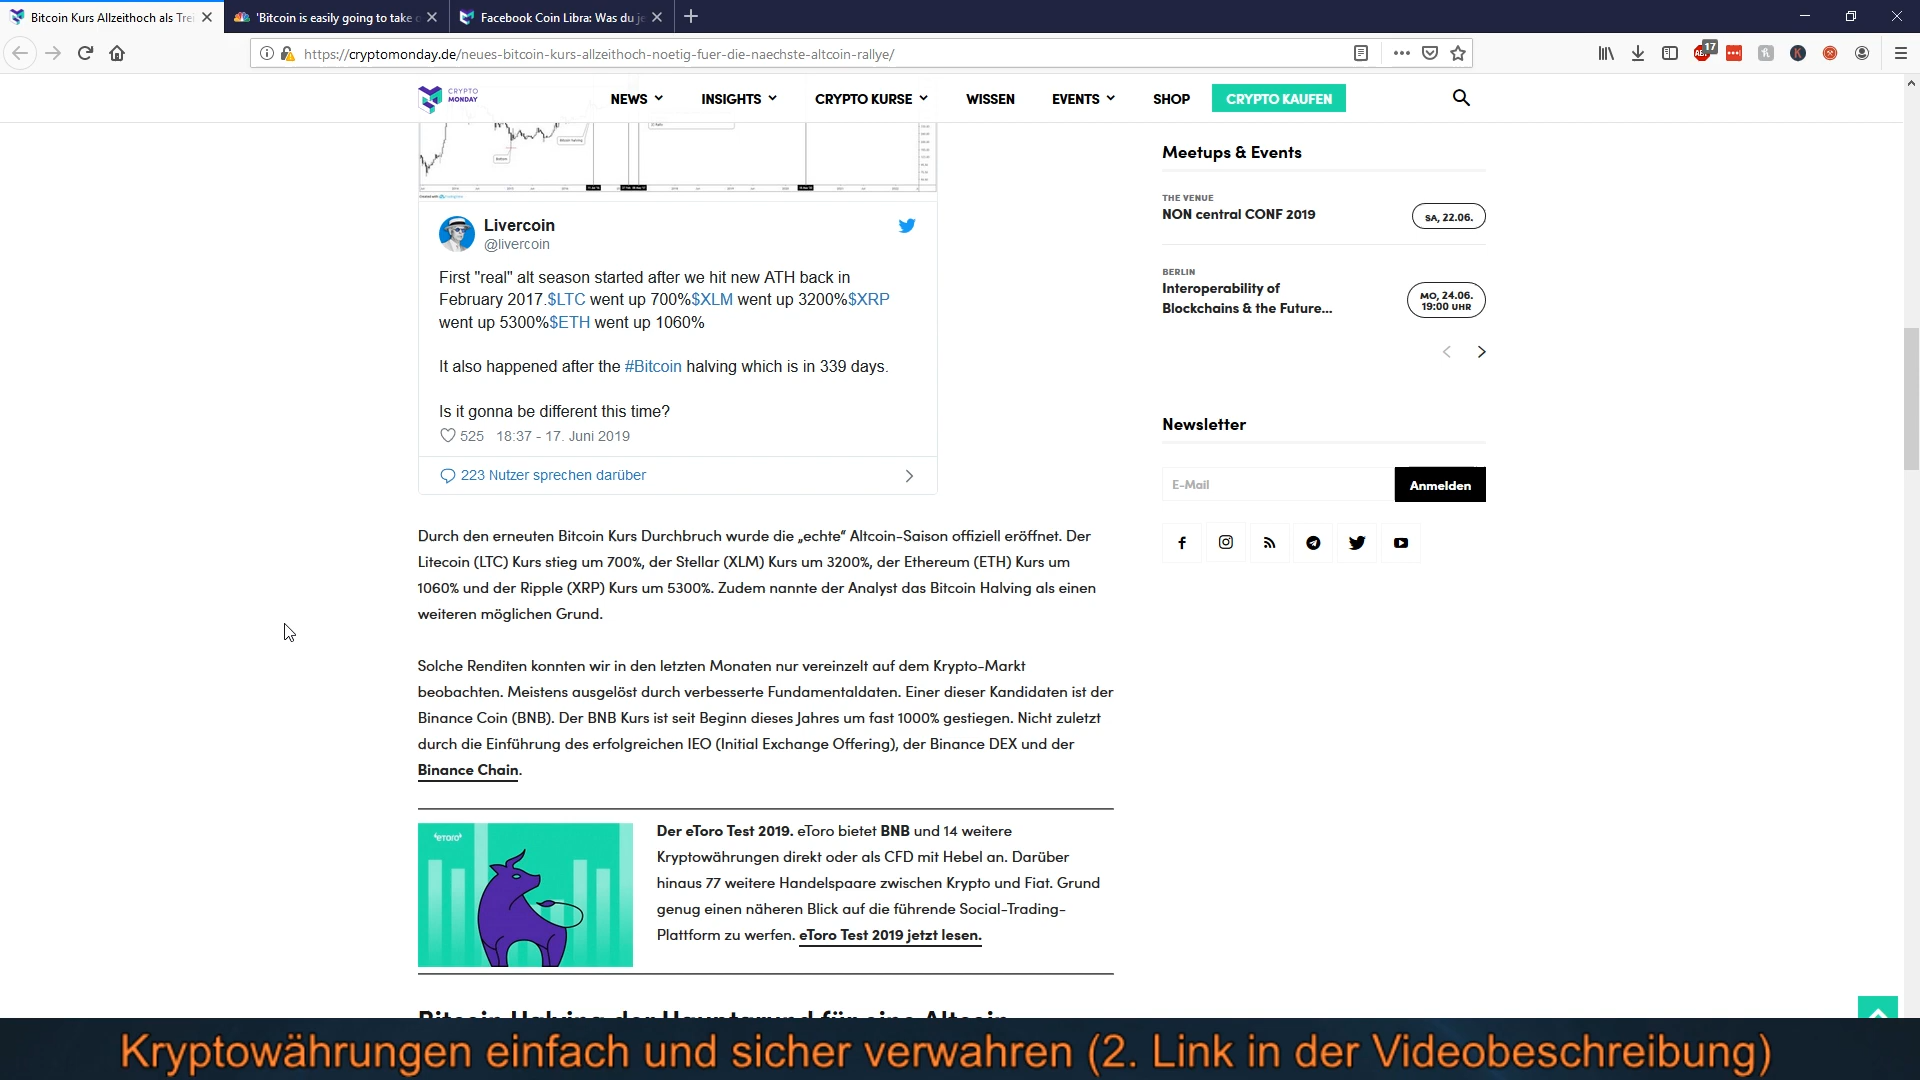 Bitcoin Kurs Allzeithoch als Tre
'Bitcoin is easily going to take
Facebook Coin Libra: Was du je
https://cryptomonday.de/neues-bitcoin-kurs-allzeithoch-noetig-fuer-die-naechste-altcoin-rallye/
17
CRYPTO
MONDAY
NEWS
INSIGHTS
CRYPTO KURSE
WISSEN
EVENTS
SHOP
CRYPTO KAUFEN
Livercoin
@livercoin
First "real" alt season started after we hit new ATH back in
February 2017.$LTC went up 700%$XLM went up 3200%$XRP
went up 5300%$ETH went up 1060%
It also happened after the #Bitcoin halving which is in 339 days.
Is it gonna be different this time?
525 18:37 - 17. Juni 2019
223 Nutzer sprechen darüber
Durch den erneuten Bitcoin Kurs Durchbruch wurde die „echte“ Altcoin-Saison offiziell eröffnet. Der
Litecoin (LTC) Kurs stieg um 700%, der Stellar (XLM) Kurs um 3200%, der Ethereum (ETH) Kurs um
1060% und der Ripple (XRP) Kurs um 5300%. Zudem nannte der Analyst das Bitcoin Halving als einen
weiteren möglichen Grund.
Solche Renditen konnten wir in den letzten Monaten nur vereinzelt auf dem Krypto-Markt
beobachten. Meistens ausgelöst durch verbesserte Fundamentaldaten. Einer dieser Kandidaten ist der
Binance Coin (BNB). Der BNB Kurs ist seit Beginn dieses Jahres um fast 1000% gestiegen. Nicht zuletzt
durch die Einführung des erfolgreichen IEO (Initial Exchange Offering), der Binance DEX und der
Binance Chain.
eToro
Der eToro Test 2019. eToro bietet BNB und 14 weitere
Kryptowährungen direkt oder als CFD mit Hebel an. Darüber
hinaus 77 weitere Handelspaare zwischen Krypto und Fiat. Grund
genug einen näheren Blick auf die führende Social-Trading-
Plattform zu werfen. eToro Test 2019 jetzt lesen.
Bitcoin Halving der Hauptgrund für eine Altcoin
Meetups & Events
THE VENUE
NON central CONF 2019
SA, 22.06.
BERLIN
Interoperability of
Blockchains & the Future...
MO, 24.06.
19:00 UHR
Newsletter
E-Mail
Anmelden
Kryptowährungen einfach und sicher verwahren (2. Link in der Videobeschreibung)